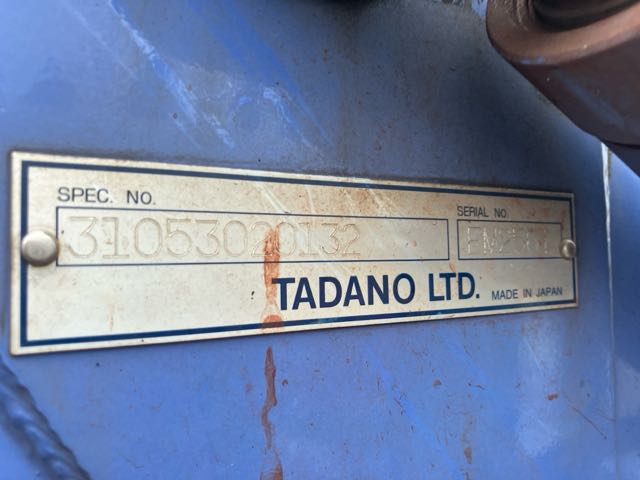 SPEC. NO.
SERIAL NO.
31053020132
TADANO LTD.
MADE IN JAPAN